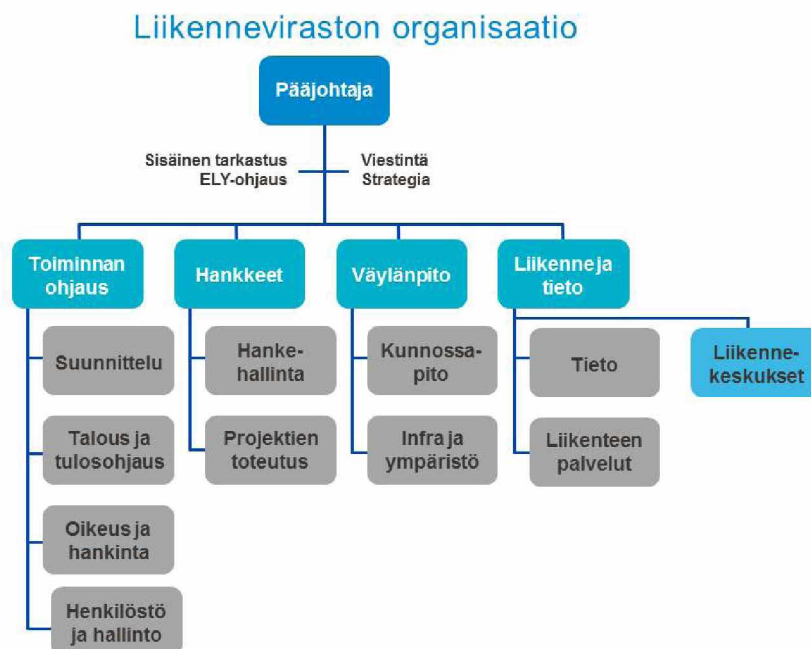 Liikenneviraston organisaatio
Pääjohtaja
Sisäinen tarkastus
ELY-ohjaus
Viestintä
Strategia
Toiminnan
ohjaus
Hankkeet
Väylänpito
Liikenne ja
tieto
Suunnittelu
Talous ja
tulosohjaus
Oikeus ja
hankinta
Henkilöstö
ja hallinto
Hanke-
hallinta
Projektien
toteutus
Kunnossa-
pito
Infra ja
ympäristö
Tieto
Liikenteen
palvelut
Liikenne-
keskukset